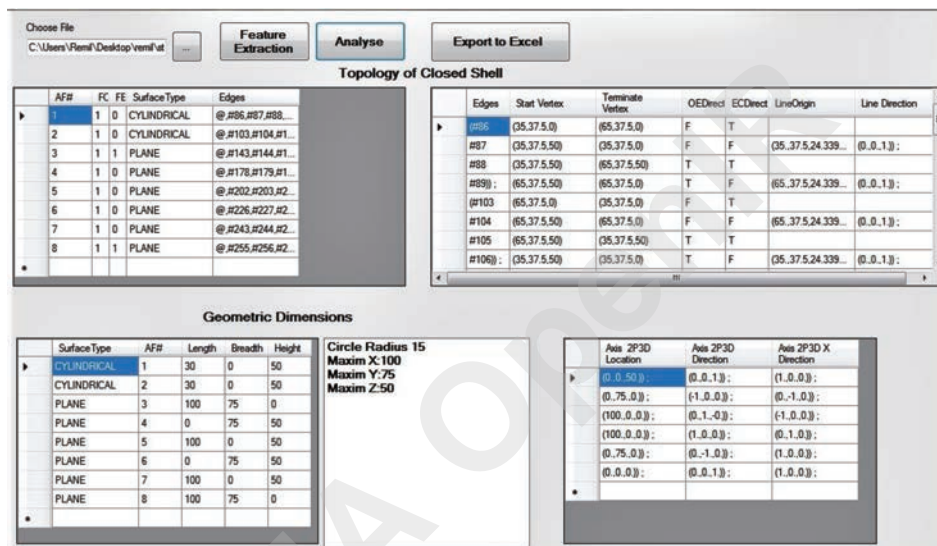 Choose File
C:\Users\Remil\Desktop\remil\st ... Feature Extraction Analyse Export to Excel
Topology of Closed Shell
AF# FC FE SurfaceType Edges
1 1 0 CYLINDRICAL @,#86,#87,#88,...
2 1 0 CYLINDRICAL @,#103,#104,#1...
3 1 1 PLANE @,#143,#144,#1...
4 1 0 PLANE @,#178,#179,#1...
5 1 0 PLANE @,#202,#203,#2...
6 1 0 PLANE @,#226,#227,#2...
7 1 0 PLANE @,#243,#244,#2...
8 1 1 PLANE @,#255,#256,#2...
Edges Start Vertex Terminate Vertex OEDirect ECDirect LineOrigin Line Direction
(#86 (35,37.5,0) (65,37.5,0) F T
#87 (35,37.5,50) (35,37.5,0) F F (35.,37.5,24.339... (0.,0.,1.)) ;
#88 (35,37.5,50) (65,37.5,50) T T
#89)) ; (65,37.5,50) (65,37.5,0) T F (65.,37.5,24.339... (0.,0.,1.)) ;
(#103 (65,37.5,0) (35,37.5,0) F T
#104 (65,37.5,50) (65,37.5,0) F F (65.,37.5,24.339... (0.,0.,1.)) ;
#105 (65,37.5,50) (35,37.5,50) T T
#106)) ; (35,37.5,50) (35,37.5,0) T F (35.,37.5,24.339... (0.,0.,1.)) ;
Geometric Dimensions
SurfaceType AF# Length Breadth Height
CYLINDRICAL 1 30 0 50
CYLINDRICAL 2 30 0 50
PLANE 3 100 75 0
PLANE 4 0 75 50
PLANE 5 100 0 50
PLANE 6 0 75 50
PLANE 7 100 0 50
PLANE 8 100 75 0
Circle Radius 15
Maxim X:100
Maxim Y:75
Maxim Z:50
Axis 2P3D Location Axis 2P3D Direction Axis 2P3D X Direction
(0.,0.,50.)) ; (0.,0.,1.)) ; (1.,0.,0.)) ;
(0.,75.,0.)) ; (-1.,0.,0.)) ; (0.,-1.,0.)) ;
(100.,0.,0.)) ; (0.,1.,-0.)) ; (-1.,0.,0.)) ;
(100.,0.,0.)) ; (1.,0.,0.)) ; (0.,1.,0.)) ;
(0.,75.,0.)) ; (0.,-1.,0.)) ; (1.,0.,0.)) ;
(0.,0.,0.)) ; (0.,0.,1.)) ; (1.,0.,0.)) ;